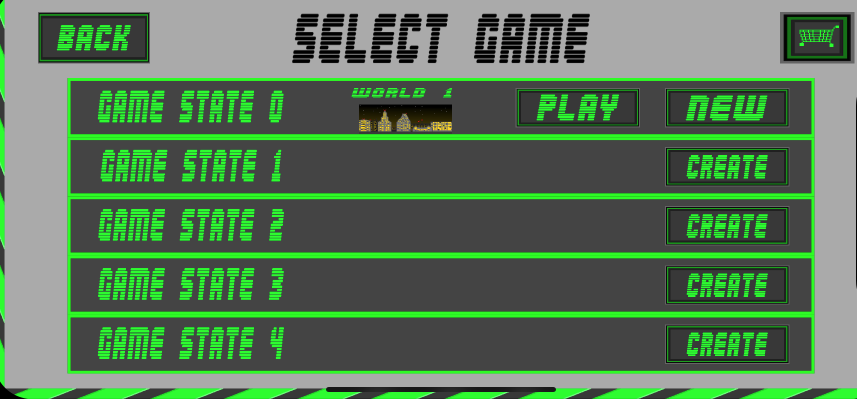 BACK
SELECT GAME
GAME STATE 0
WORLD 1
PLAY
NEW
GAME STATE 1
CREATE
GAME STATE 2
CREATE
GAME STATE 3
CREATE
GAME STATE 4
CREATE